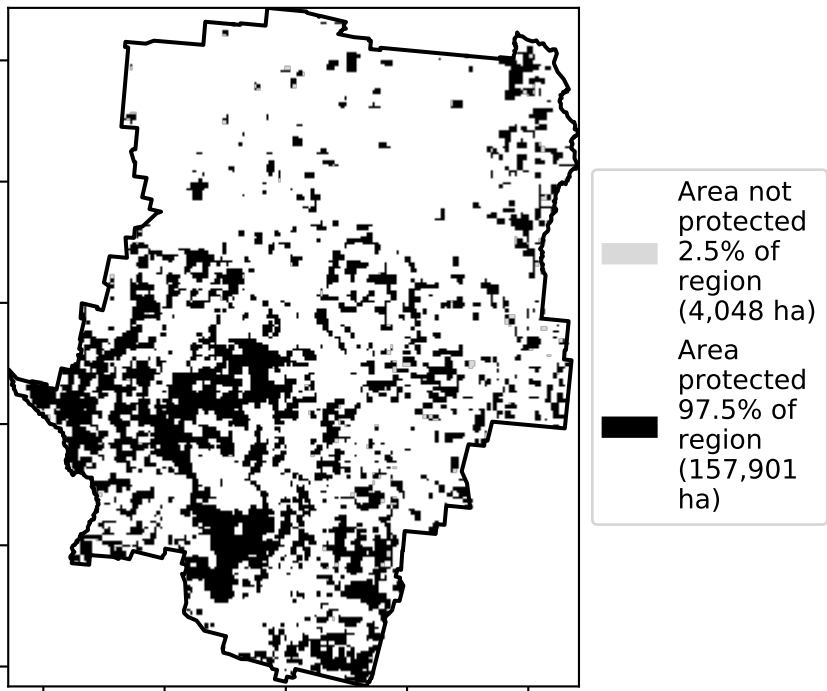 Area not
protected
2.5% of
region
(4,048 ha)
Area
protected
97.5% of
region
(157,901
ha)